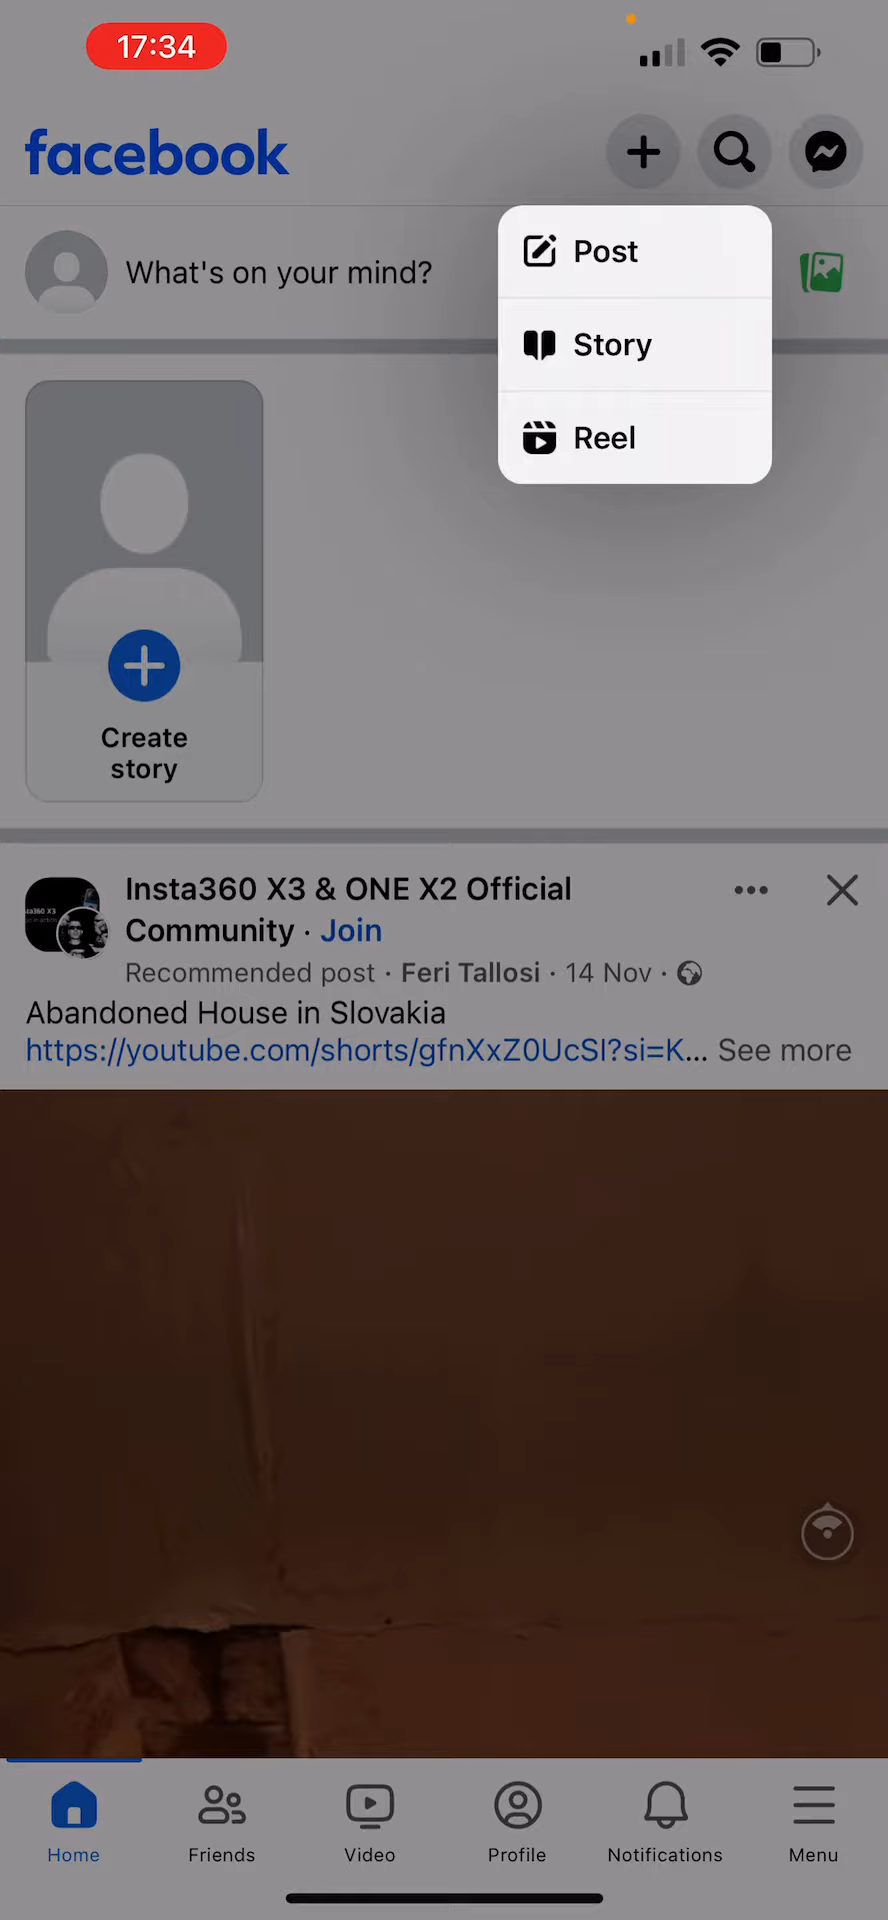 17:34
facebook
What's on your mind?
Post
Story
Reel
Create
story
Insta360 X3 & ONE X2 Official
Community · Join
Recommended post · Feri Tallosi · 14 Nov ·
Abandoned House in Slovakia
https://youtube.com/shorts/gfnXxZ0UcSI?si=K... See more
Home
Friends
Video
Profile
Notifications
Menu